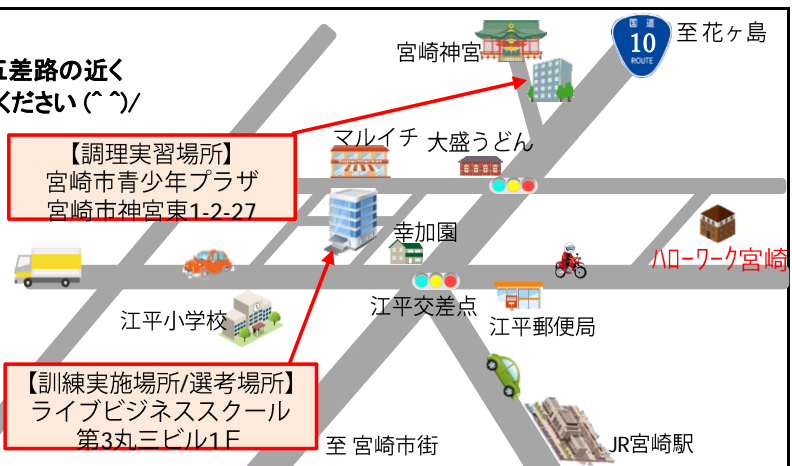 国道
10
ROUTE
至花ヶ島
宮崎神宮
五差路の近く
ください (^ ^)/
【調理実習場所】
宮崎市青少年プラザ
宮崎市神宮東1-2-27
マルイチ
大盛うどん
幸加園
ハローワーク宮崎
江平小学校
江平交差点
江平郵便局
【訓練実施場所/選考場所】
ライブビジネススクール
第3丸三ビル1F
至 宮崎市街
JR宮崎駅